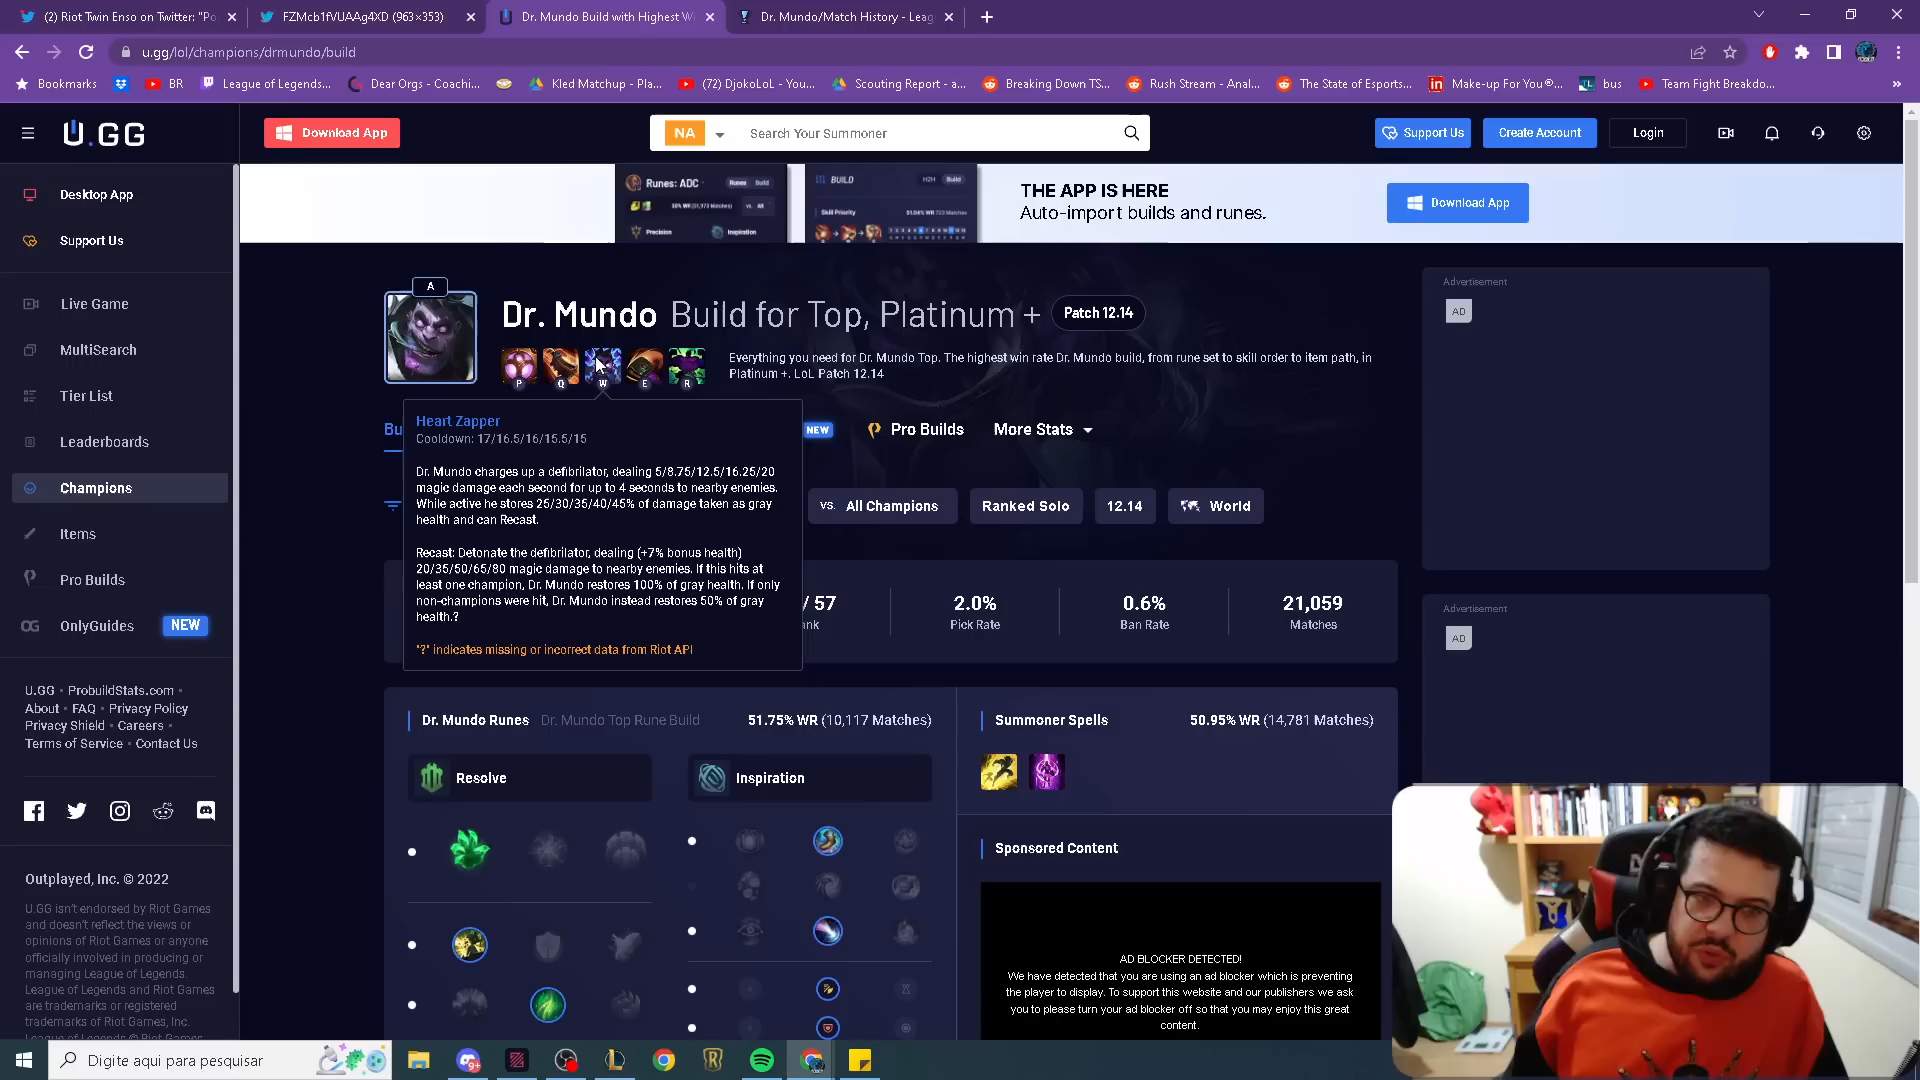 (2) Riot Twin Enso on Twitter: "Po
FZMcb1fVUAAg4XD (963×353)
Dr. Mundo Build with Highest Wi
Dr. Mundo/Match History - Leag
u.gg/lol/champions/drmundo/build
Bookmarks
BR
League of Legends...
Dear Orgs - Coachi...
Kled Matchup - Pla...
(72) DjokoLoL - You...
Scouting Report - a...
Breaking Down TS...
Rush Stream - Anal...
The State of Esports...
Make-up For You ®...
bus
Team Fight Breakdo...
U.GG
Download App
NA
Search Your Summoner
Support Us
Create Account
Login
Desktop App
Support Us
Live Game
MultiSearch
Tier List
Leaderboards
Champions
Items
Pro Builds
OnlyGuides NEW
U.GG • ProbuildStats.com •
About • FAQ • Privacy Policy
Privacy Shield • Careers •
Terms of Service • Contact Us
Outplayed, Inc. © 2022
U.GG isn't endorsed by Riot Games
and doesn't reflect the views or
opinions of Riot Games or anyone
officially involved in producing or
managing League of Legends.
League of Legends and Riot Games
are trademarks or registered
trademarks of Riot Games, Inc.
League of Legends © Riot Games
Runes: ADC
Runes Build
Precision
Inspiration
BUILD
Build
Skill Priority
THE APP IS HERE
Auto-import builds and runes.
Download App
A
Dr. Mundo Build for Top, Platinum +
Patch 12.14
P Q W E R
Everything you need for Dr. Mundo Top. The highest win rate Dr. Mundo build, from rune set to skill order to item path, in
Platinum +. LoL Patch 12.14
Bu
NEW
Pro Builds
More Stats
Heart Zapper
Cooldown: 17/16.5/16/15.5/15
Dr. Mundo charges up a defibrilator, dealing 5/8.75/12.5/16.25/20
magic damage each second for up to 4 seconds to nearby enemies.
While active he stores 25/30/35/40/45% of damage taken as gray
health and can Recast.
Recast: Detonate the defibrilator, dealing (+7% bonus health)
20/35/50/65/80 magic damage to nearby enemies. If this hits at
least one champion, Dr. Mundo restores 100% of gray health. If only
non-champions were hit, Dr. Mundo instead restores 50% of gray
health.?
"?" indicates missing or incorrect data from Riot API
VS. All Champions
Ranked Solo
12.14
World
/ 57
ank
2.0%
Pick Rate
0.6%
Ban Rate
21,059
Matches
Dr. Mundo Runes Dr. Mundo Top Rune Build 51.75% WR (10,117 Matches)
Resolve
Inspiration
Summoner Spells 50.95% WR (14,781 Matches)
Sponsored Content
AD BLOCKER DETECTED!
We have detected that you are using an ad blocker which is preventing
the player to display. To support this website and our publishers we ask
you to please turn your ad blocker off so that you may enjoy this great
content.
Advertisement
AD
Advertisement
AD
Digite aqui para pesquisar